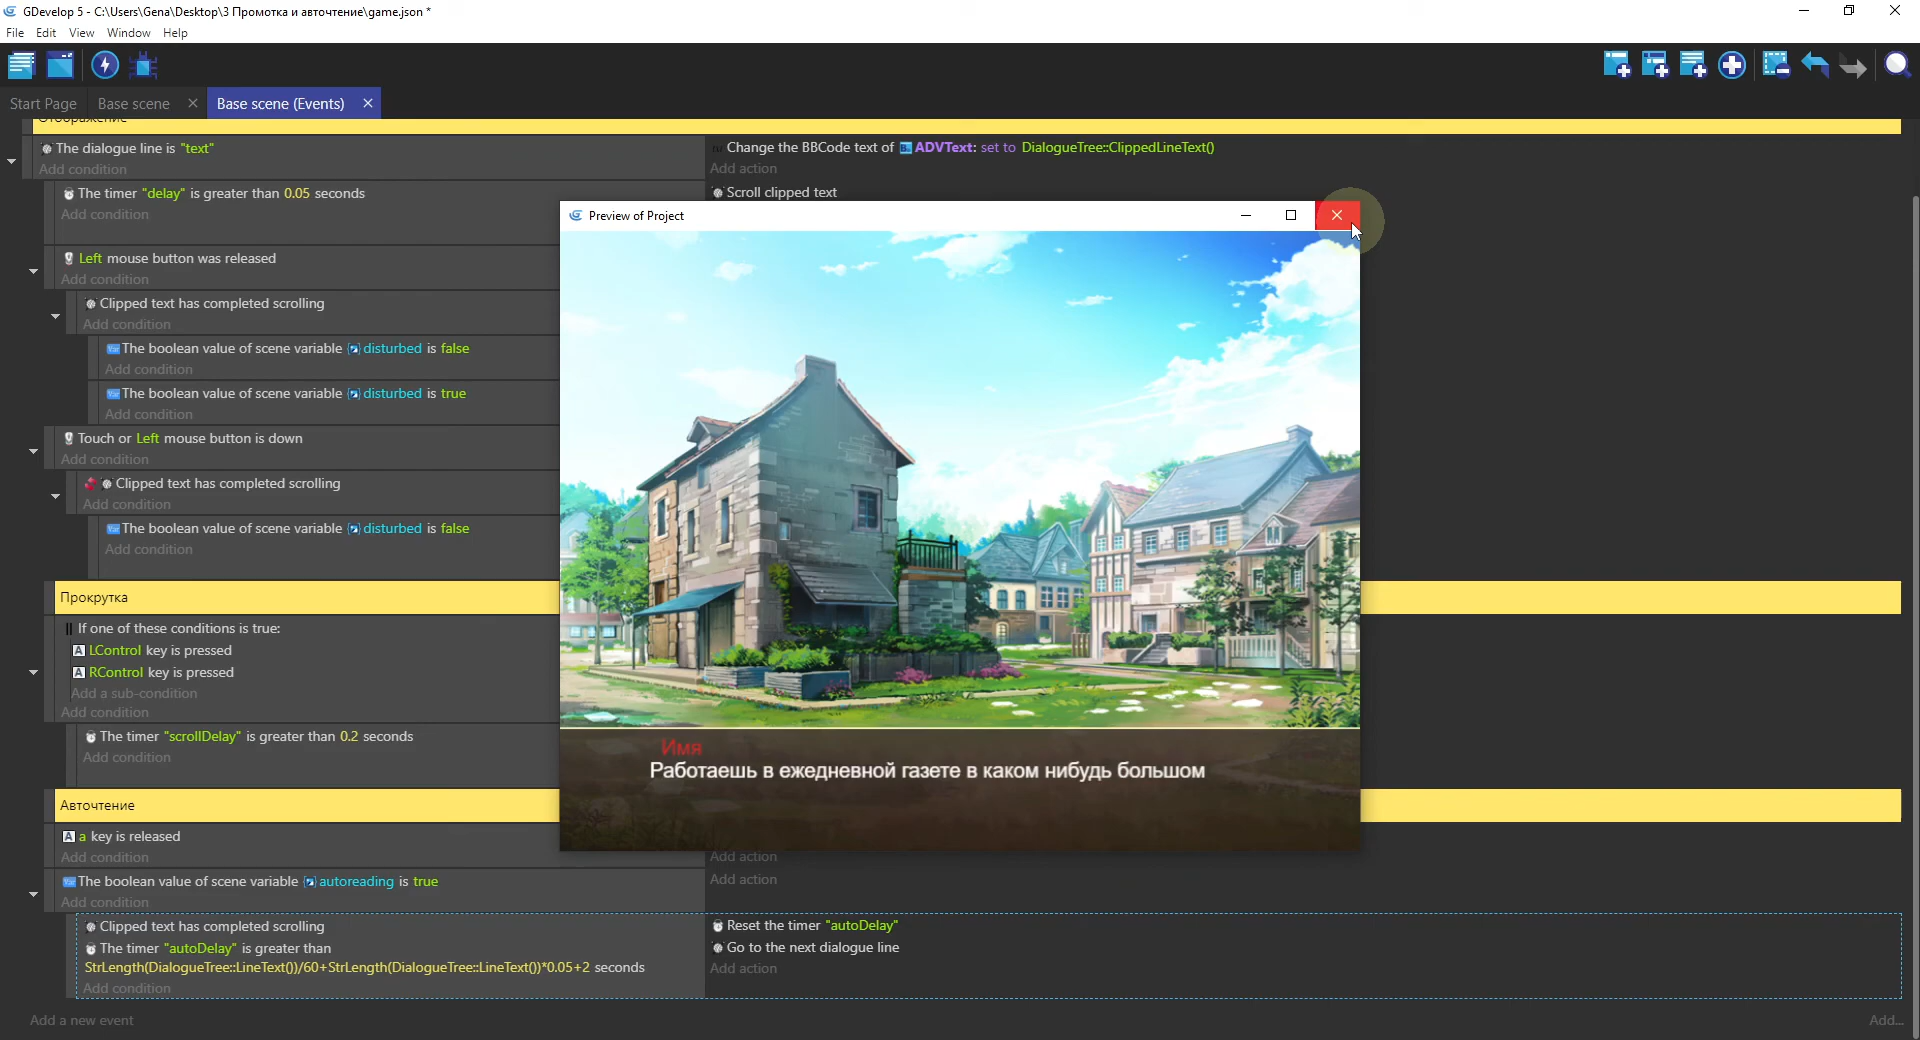 GDevelop 5 - C:\Users\Gena\Desktop\3 Промотка и авточтение\game.json *
File Edit View Window Help
Start Page Base scene Base scene (Events)
Отображение
The dialogue line is "text"
Add condition
Change the BBCode text of ADVText: set to DialogueTree::ClippedLineText()
Add action
The timer "delay" is greater than 0.05 seconds
Add condition
Scroll clipped text
Left mouse button was released
Add condition
Clipped text has completed scrolling
Add condition
The boolean value of scene variable disturbed is false
Add condition
The boolean value of scene variable disturbed is true
Add condition
Touch or Left mouse button is down
Add condition
Clipped text has completed scrolling
Add condition
The boolean value of scene variable disturbed is false
Add condition
Прокрутка
If one of these conditions is true:
LControl key is pressed
RControl key is pressed
Add a sub-condition
Add condition
The timer "scrollDelay" is greater than 0.2 seconds
Add condition
Авточтение
a key is released
Add condition
Add action
The boolean value of scene variable autoreading is true
Add condition
Add action
Clipped text has completed scrolling
The timer "autoDelay" is greater than
StrLength(DialogueTree::LineText())/60+StrLength(DialogueTree::LineText())*0.05+2 seconds
Add condition
Reset the timer "autoDelay"
Go to the next dialogue line
Add action
Add a new event
Add...
Preview of Project
Имя
Работаешь в ежедневной газете в каком нибудь большом